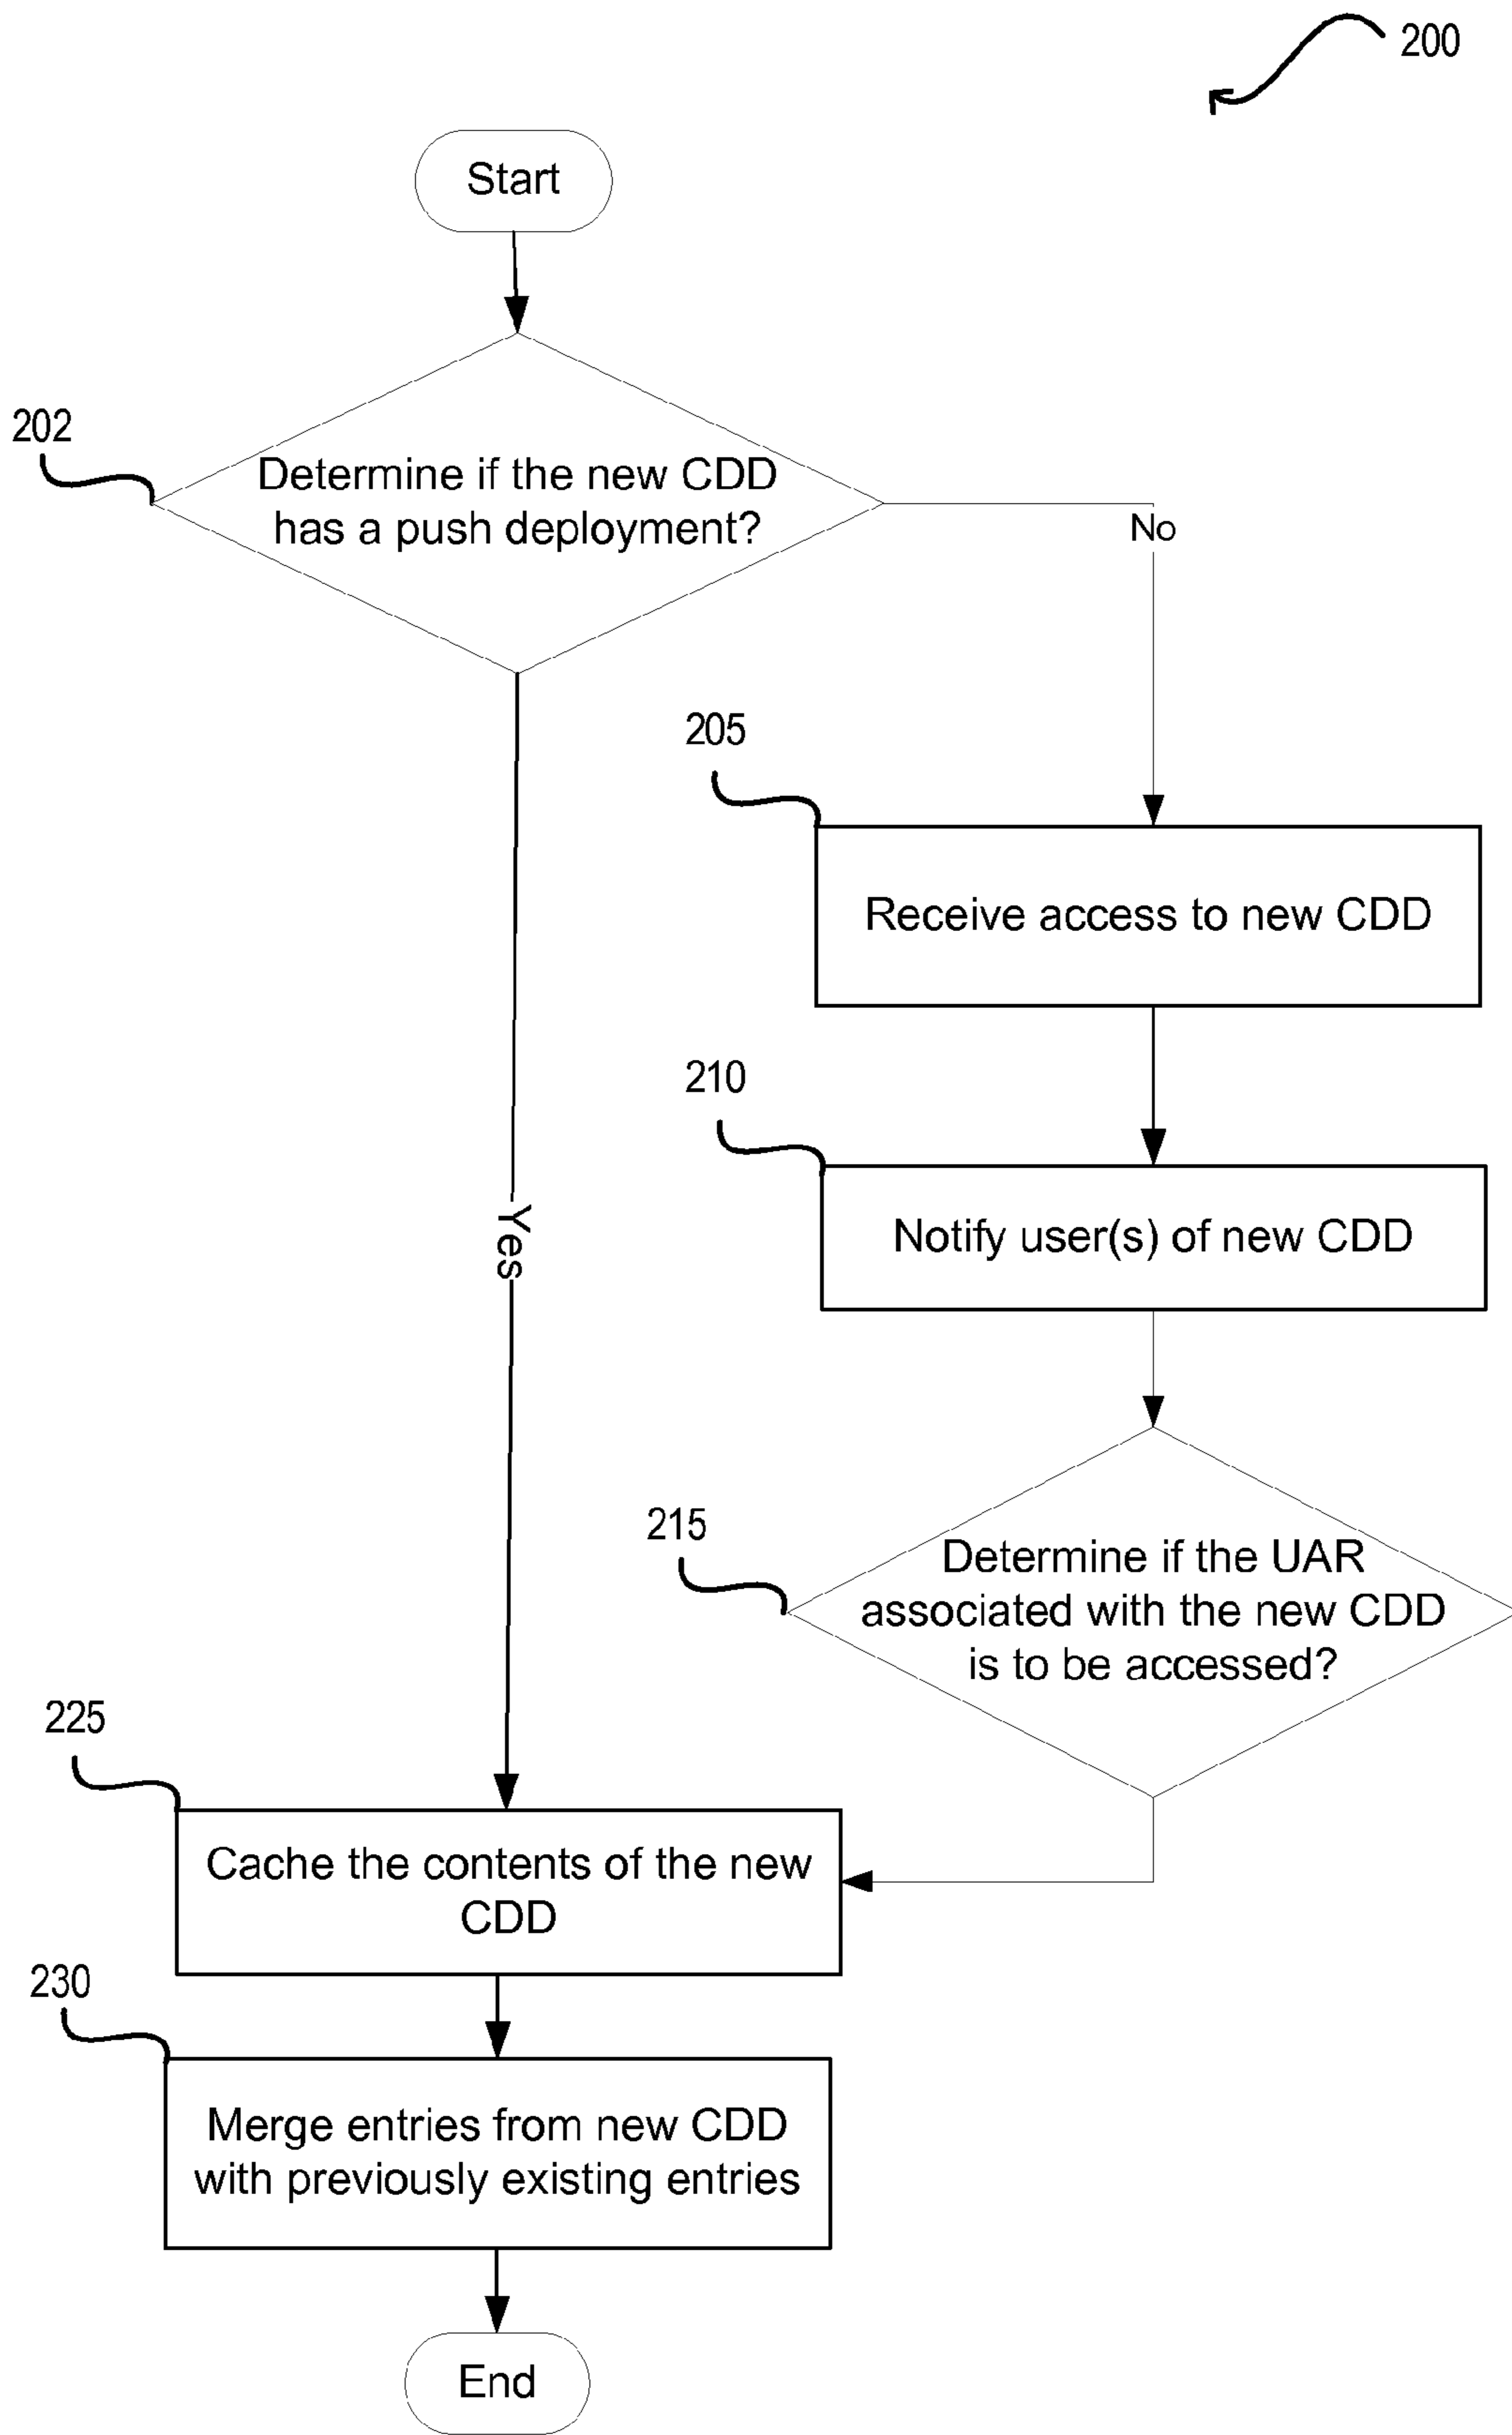 200
Start
202
Determine if the new CDD
has a push deployment?
No
205
Receive access to new CDD
210
Notify user(s) of new CDD
Yes
215
Determine if the UAR
associated with the new CDD
is to be accessed?
225
Cache the contents of the new
CDD
230
Merge entries from new CDD
with previously existing entries
End